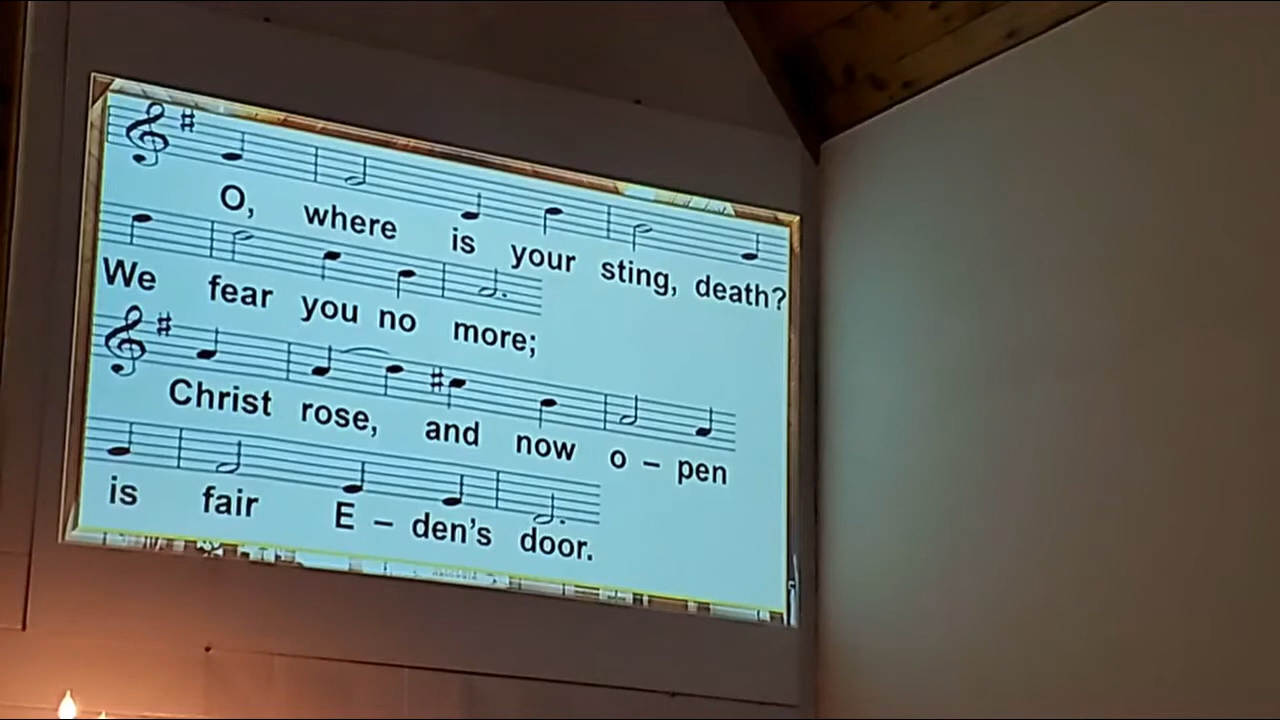 O, where is your sting, death?
We fear you no more;
Christ rose, and now o – pen
is fair E – den's door.